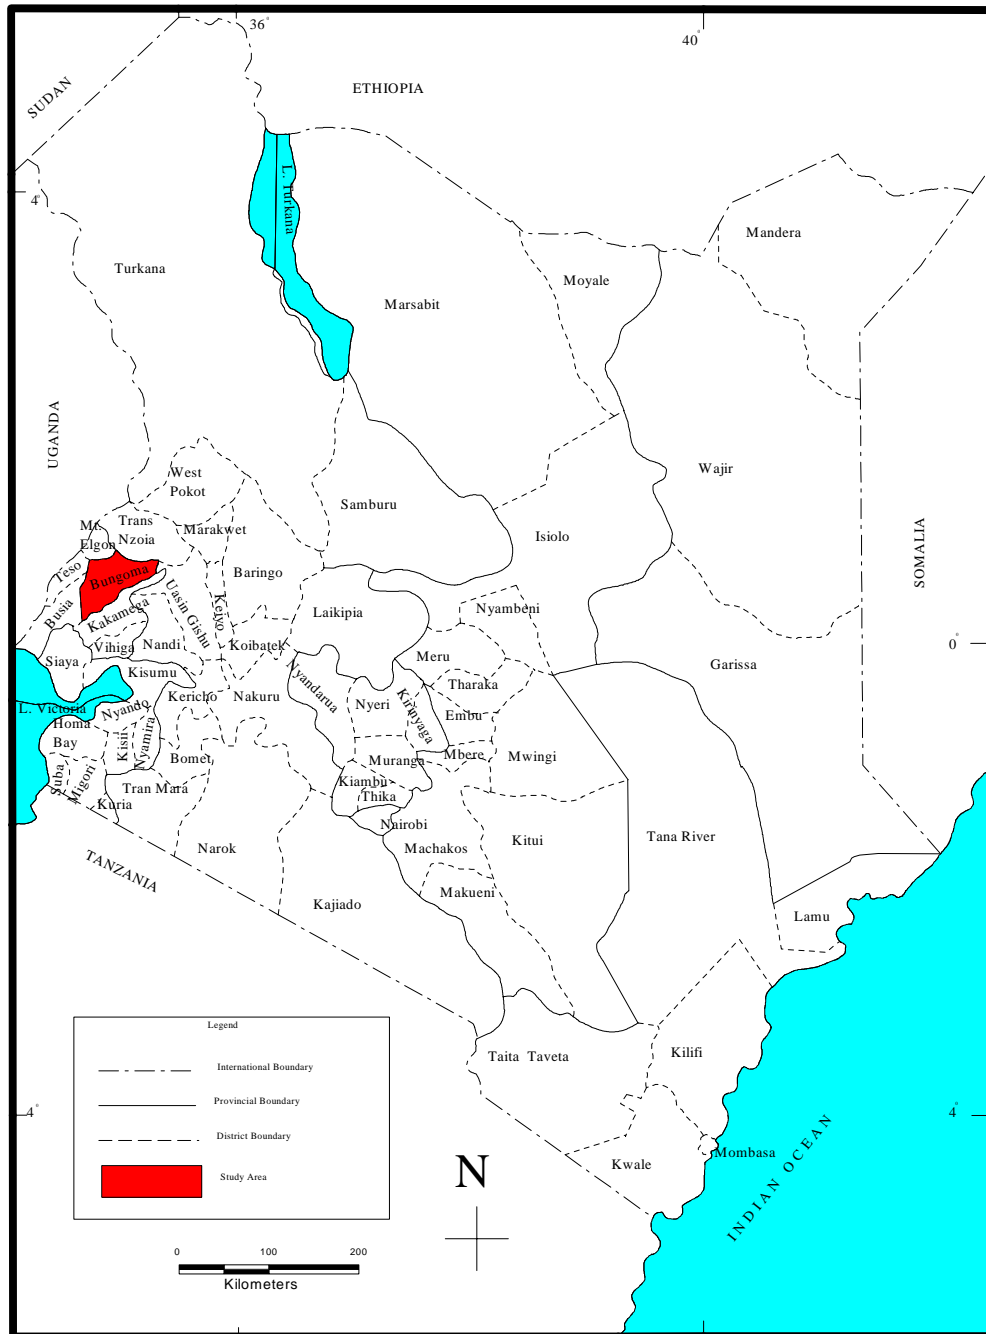 36°
40°
SUDAN
ETHIOPIA
4°
L. Turkana
Mandera
Turkana
Moyale
Marsabit
UGANDA
West
Pokot
Wajir
Samburu
Mt.
Elgon
Trans
Nzoia
Marakwet
Isiolo
SOMALIA
Teso
Bungoma
Baringo
Busia
Kakamega
Uasin Gishu
Keiyo
Laikipia
Nyambeni
Vihiga
Nandi
Koibatek
0°
Siaya
Meru
Garissa
Kisumu
Tharaka
Kericho
Nakuru
Nyandarua
Nyeri
Kirinyaga
L. Victoria
Nyando
Embu
Homa
Bay
Kisii
Nyamira
Bomet
Muranga
Mbere
Mwingi
Suba
Migori
Kiambu
Tran Mara
Thika
Kuria
Nairobi
Tana River
Narok
Machakos
Kitui
TANZANIA
Makueni
Kajiado
Lamu
Legend
International Boundary
Provincial Boundary
District Boundary
Study Area
Taita Taveta
Kilifi
4°
4°
Mombasa
Kwale
INDIAN OCEAN
N
0
100
200
Kilometers